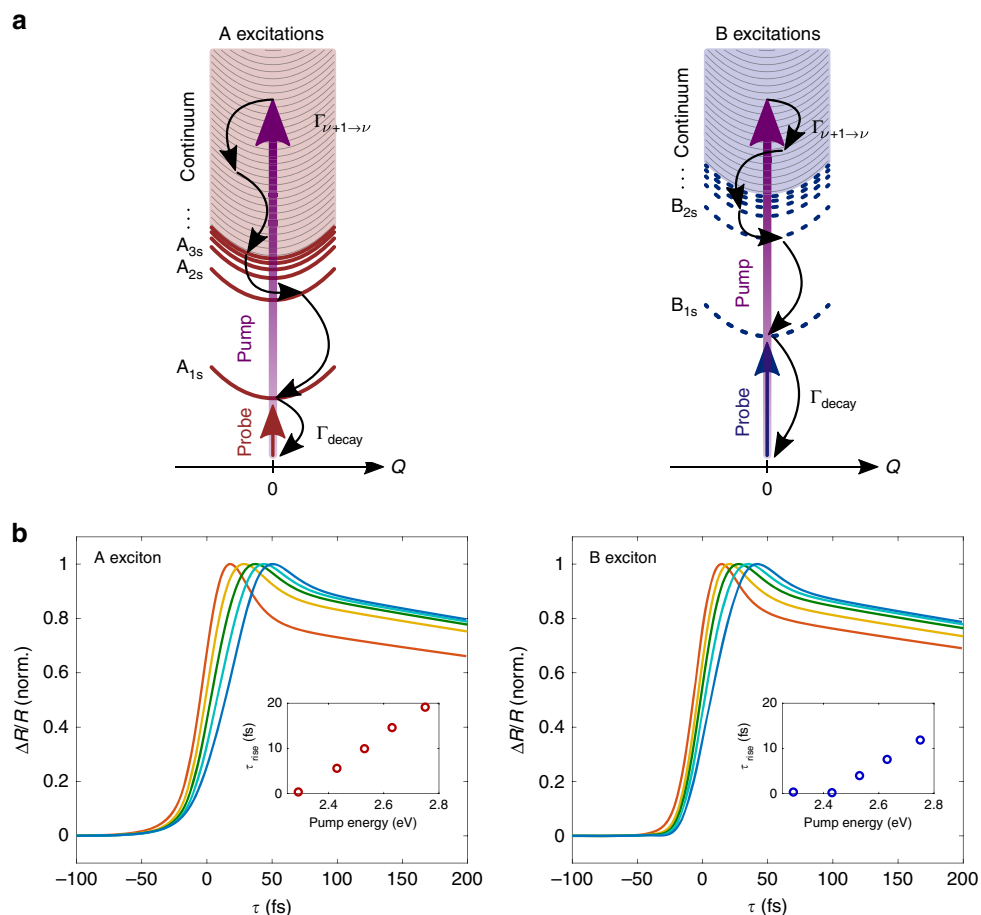 a
A excitations
B excitations
Continuum
...
A3s
A2s
A1s
Γν+1→ν
Pump
Probe
Γdecay
Q
0
Continuum
....
B2s
B1s
Γν+1→ν
Pump
Probe
Γdecay
Q
0
b
A exciton
ΔR/R (norm.)
1
0.8
0.6
0.4
0.2
0
−100
−50
0
50
100
150
200
τ (fs)
τrise (fs)
20
10
0
2.4
2.6
2.8
Pump energy (eV)
B exciton
ΔR/R (norm.)
1
0.8
0.6
0.4
0.2
0
−100
−50
0
50
100
150
200
τ (fs)
τrise (fs)
20
10
0
2.4
2.6
2.8
Pump energy (eV)